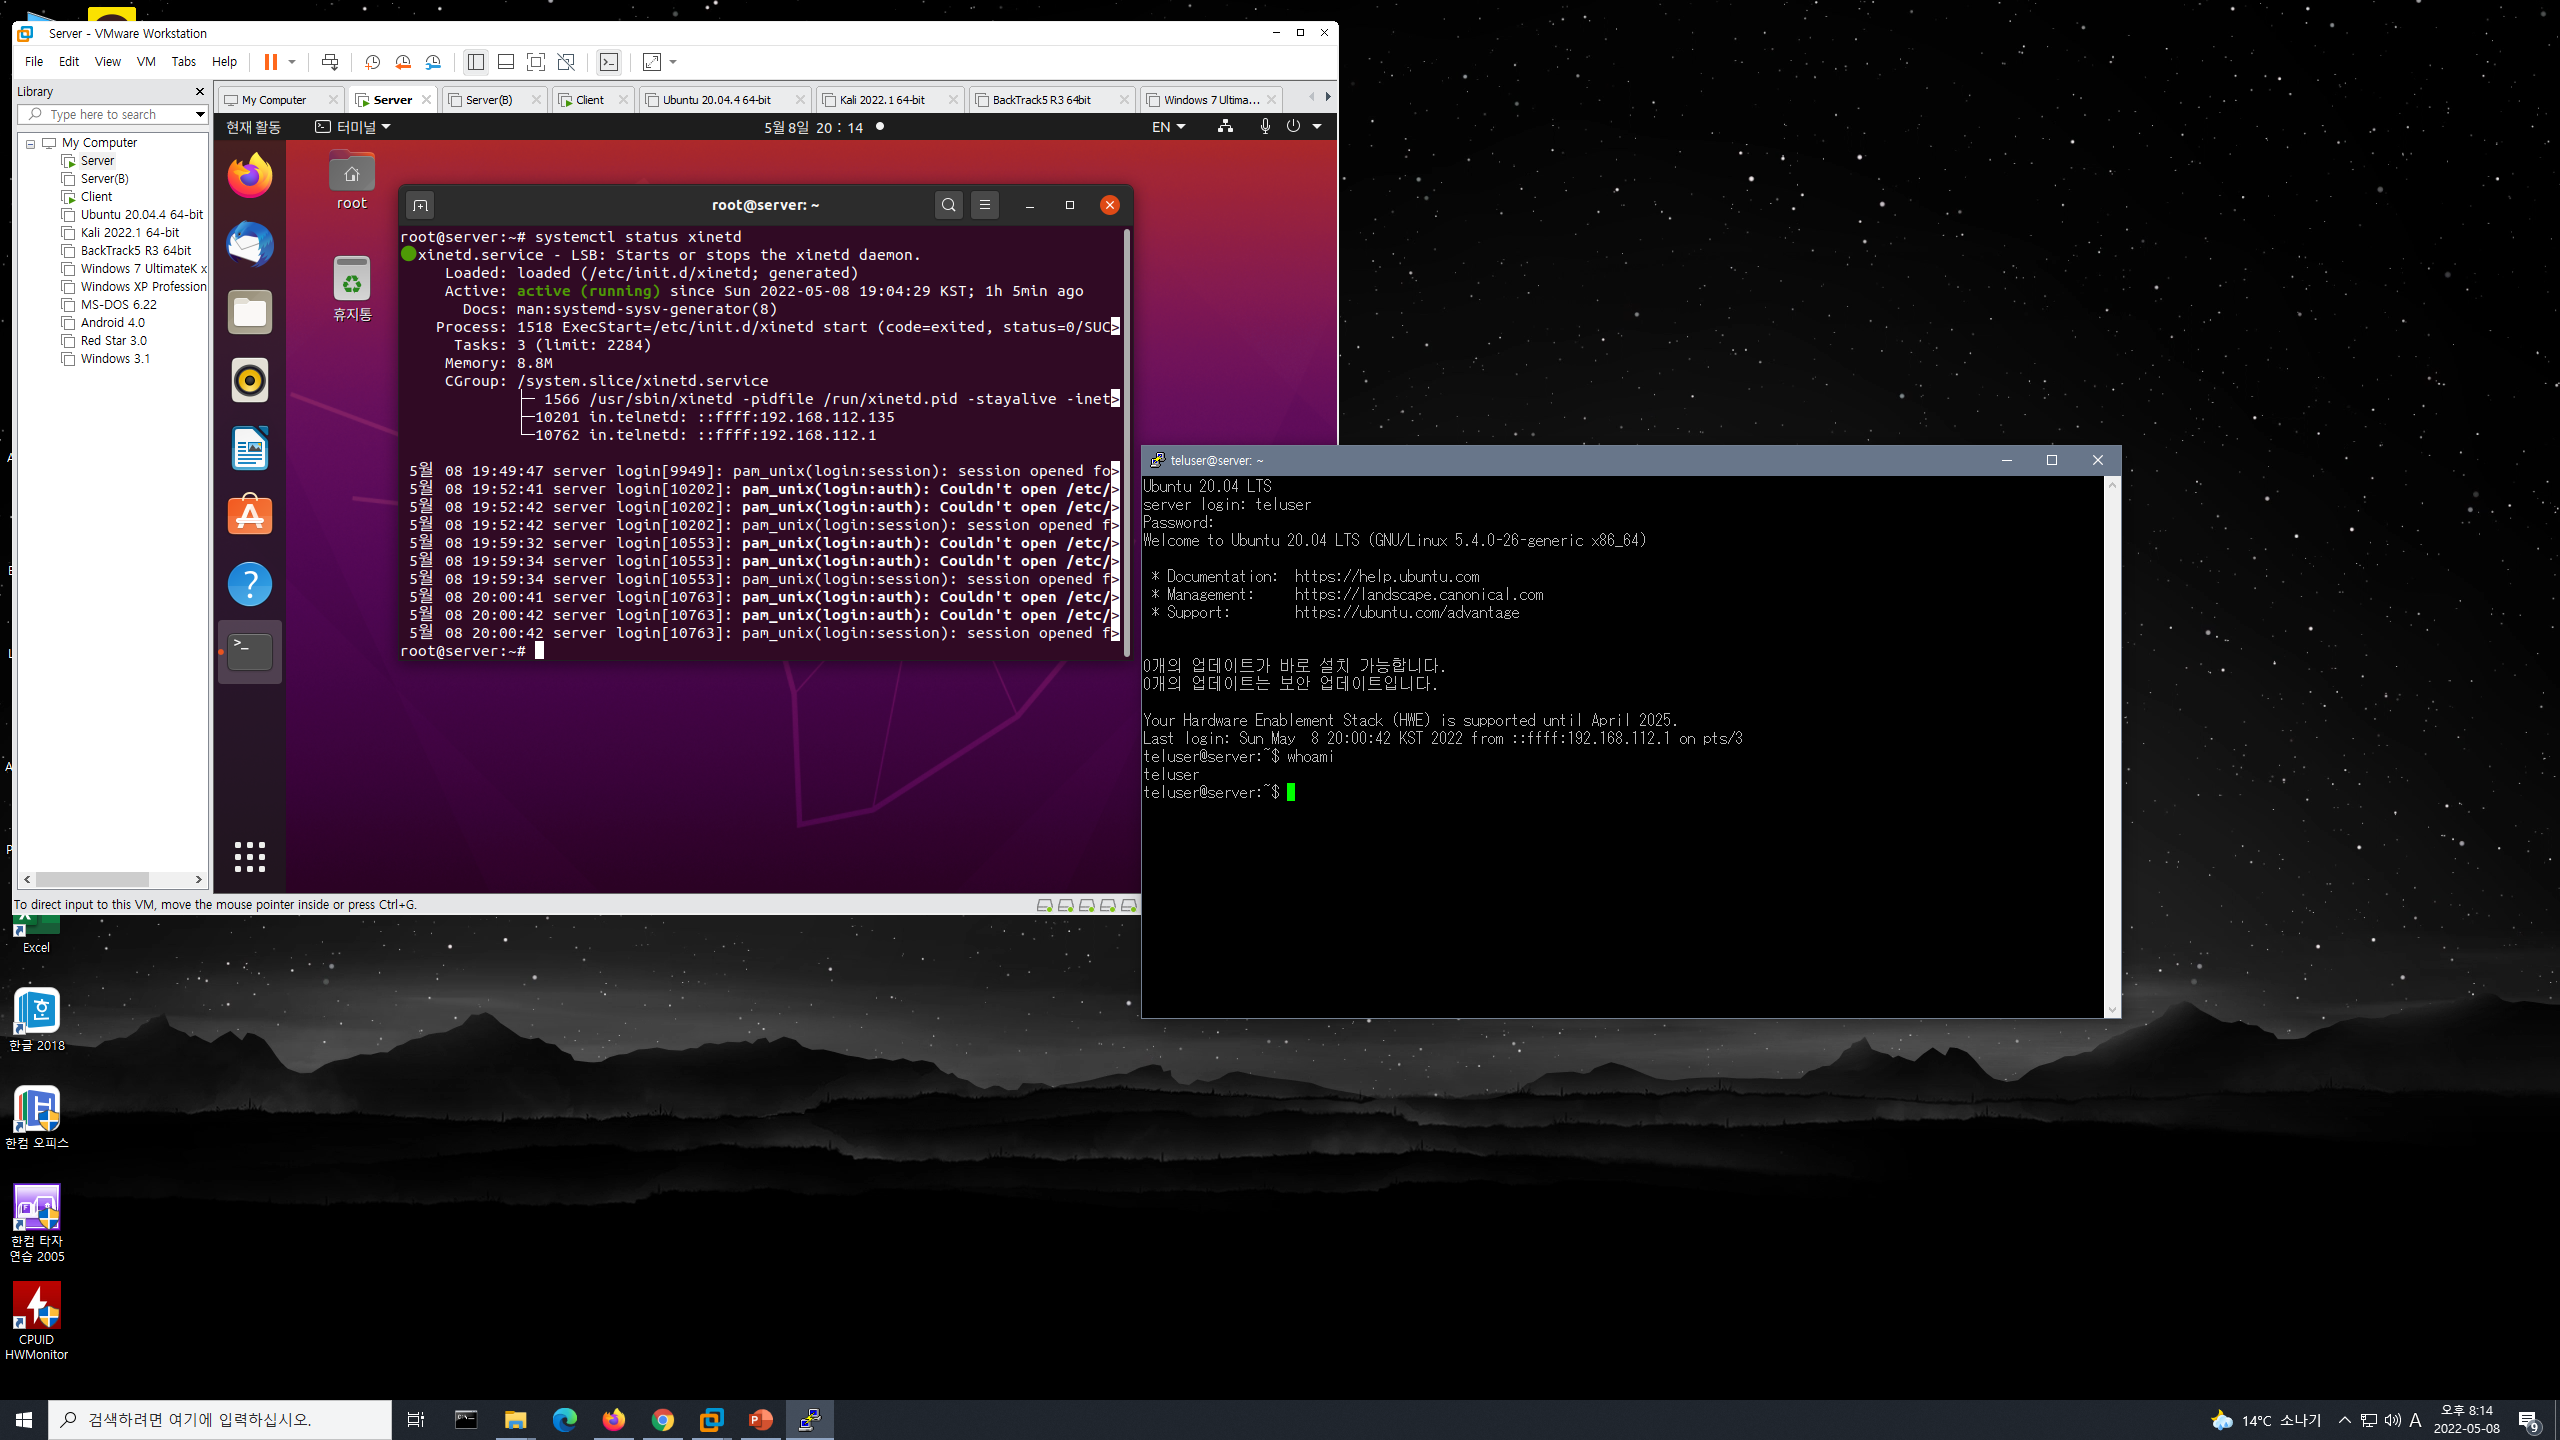 Server - VMware Workstation
File Edit View VM Tabs Help
Library
Type here to search
My Computer
Server
Server(B)
Client
Ubuntu 20.04.4 64-bit
Kali 2022.1 64-bit
BackTrack5 R3 64bit
Windows 7 UltimateK x
Windows XP Profession
MS-DOS 6.22
Android 4.0
Red Star 3.0
Windows 3.1
My Computer Server Server(B) Client Ubuntu 20.04.4 64-bit Kali 2022.1 64-bit BackTrack5 R3 64bit Windows 7 Ultima...
현재 활동 터미널 5월 8일 20 : 14 EN
root
휴지통
root@server: ~
root@server:~# systemctl status xinetd
xinetd.service - LSB: Starts or stops the xinetd daemon.
Loaded: loaded (/etc/init.d/xinetd; generated)
Active: active (running) since Sun 2022-05-08 19:04:29 KST; 1h 5min ago
Docs: man:systemd-sysv-generator(8)
Process: 1518 ExecStart=/etc/init.d/xinetd start (code=exited, status=0/SUC>
Tasks: 3 (limit: 2284)
Memory: 8.8M
CGroup: /system.slice/xinetd.service
├─ 1566 /usr/sbin/xinetd -pidfile /run/xinetd.pid -stayalive -inet>
├─10201 in.telnetd: ::ffff:192.168.112.135
└─10762 in.telnetd: ::ffff:192.168.112.1
5월 08 19:49:47 server login[9949]: pam_unix(login:session): session opened fo>
5월 08 19:52:41 server login[10202]: pam_unix(login:auth): Couldn't open /etc/>
5월 08 19:52:42 server login[10202]: pam_unix(login:auth): Couldn't open /etc/>
5월 08 19:52:42 server login[10202]: pam_unix(login:session): session opened f>
5월 08 19:59:32 server login[10553]: pam_unix(login:auth): Couldn't open /etc/>
5월 08 19:59:34 server login[10553]: pam_unix(login:auth): Couldn't open /etc/>
5월 08 19:59:34 server login[10553]: pam_unix(login:session): session opened f>
5월 08 20:00:41 server login[10763]: pam_unix(login:auth): Couldn't open /etc/>
5월 08 20:00:42 server login[10763]: pam_unix(login:auth): Couldn't open /etc/>
5월 08 20:00:42 server login[10763]: pam_unix(login:session): session opened f>
root@server:~#
To direct input to this VM, move the mouse pointer inside or press Ctrl+G.
teluser@server: ~
Ubuntu 20.04 LTS
server login: teluser
Password:
Welcome to Ubuntu 20.04 LTS (GNU/Linux 5.4.0-26-generic x86_64)
* Documentation: https://help.ubuntu.com
* Management: https://landscape.canonical.com
* Support: https://ubuntu.com/advantage
0개의 업데이트가 바로 설치 가능합니다.
0개의 업데이트는 보안 업데이트입니다.
Your Hardware Enablement Stack (HWE) is supported until April 2025.
Last login: Sun May  8 20:00:42 KST 2022 from ::ffff:192.168.112.1 on pts/3
teluser@server:~$ whoami
teluser
teluser@server:~$
Excel
한글 2018
한컴 오피스
한컴 타자
연습 2005
CPUID
HWMonitor
검색하려면 여기에 입력하십시오.
14°C 소나기
A
오후 8:14
2022-05-08
9